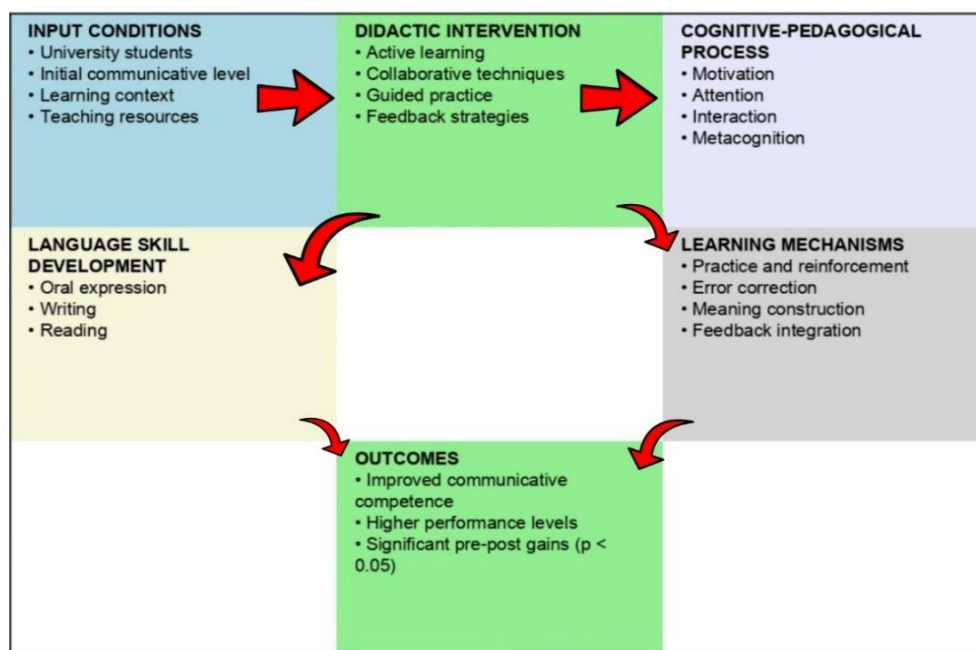 INPUT CONDITIONS
• University students
• Initial communicative level
• Learning context
• Teaching resources
DIDACTIC INTERVENTION
• Active learning
• Collaborative techniques
• Guided practice
• Feedback strategies
COGNITIVE-PEDAGOGICAL
PROCESS
• Motivation
• Attention
• Interaction
• Metacognition
LANGUAGE SKILL
DEVELOPMENT
• Oral expression
• Writing
• Reading
LEARNING MECHANISMS
• Practice and reinforcement
• Error correction
• Meaning construction
• Feedback integration
OUTCOMES
• Improved communicative
competence
• Higher performance levels
• Significant pre-post gains (p <
0.05)